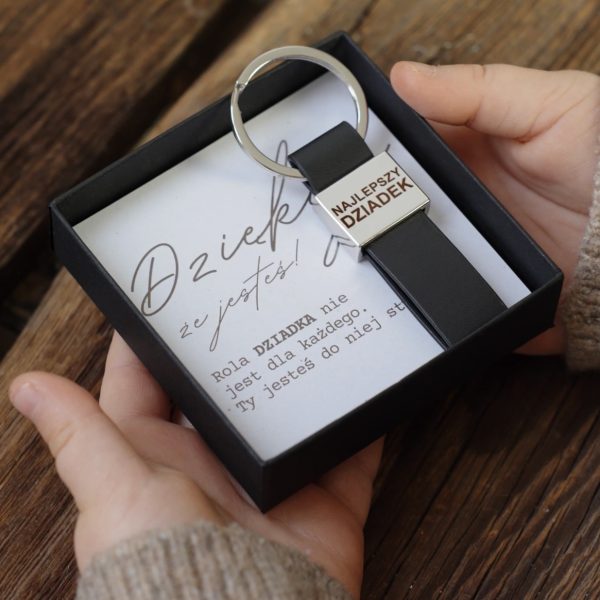 NAJLEPSZY
DZIADEK
że jesteś!
Rola DZIADKA nie
jest dla każdego.
Ty jesteś do niej